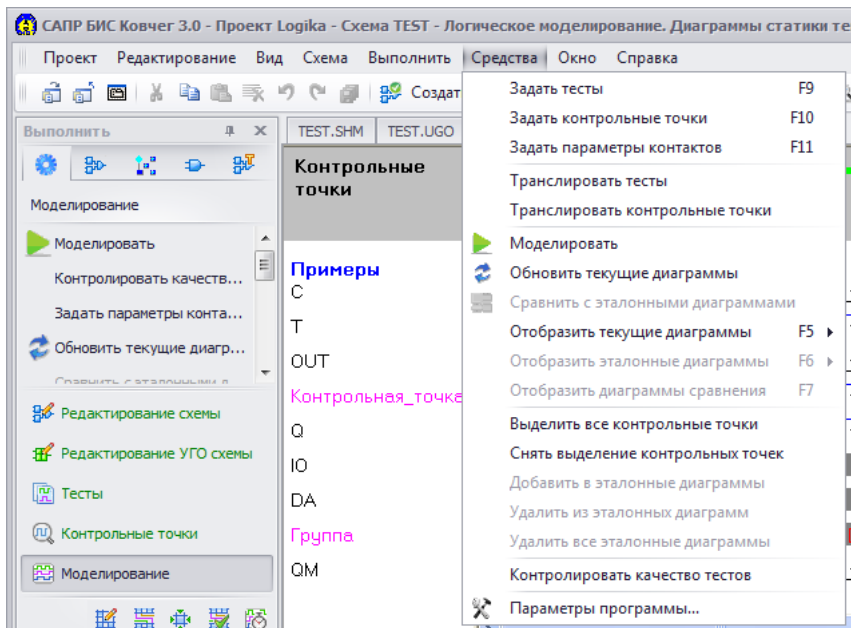 САПР БИС Ковчег 3.0 - Проект Logika - Схема TEST - Логическое моделирование. Диаграммы статики те
Проект Редактирование Вид Схема Выполнить Средства Окно Справка
Создат
Выполнить
TEST.SHM TEST.UGO
Моделирование
Моделировать
Контролировать качеств...
Задать параметры конта...
Обновить текущие диагр...
Редактирование схемы
Редактирование УГО схемы
Тесты
Контрольные точки
Моделирование
Контрольные
точки
Примеры
C
T
OUT
Контрольная_точка
Q
IO
DA
Группа
QM
Задать тесты F9
Задать контрольные точки F10
Задать параметры контактов F11
Транслировать тесты
Транслировать контрольные точки
Моделировать
Обновить текущие диаграммы
Сравнить с эталонными диаграммами
Отобразить текущие диаграммы F5
Отобразить эталонные диаграммы F6
Отобразить диаграммы сравнения F7
Выделить все контрольные точки
Снять выделение контрольных точек
Добавить в эталонные диаграммы
Удалить из эталонных диаграмм
Удалить все эталонные диаграммы
Контролировать качество тестов
Параметры программы...